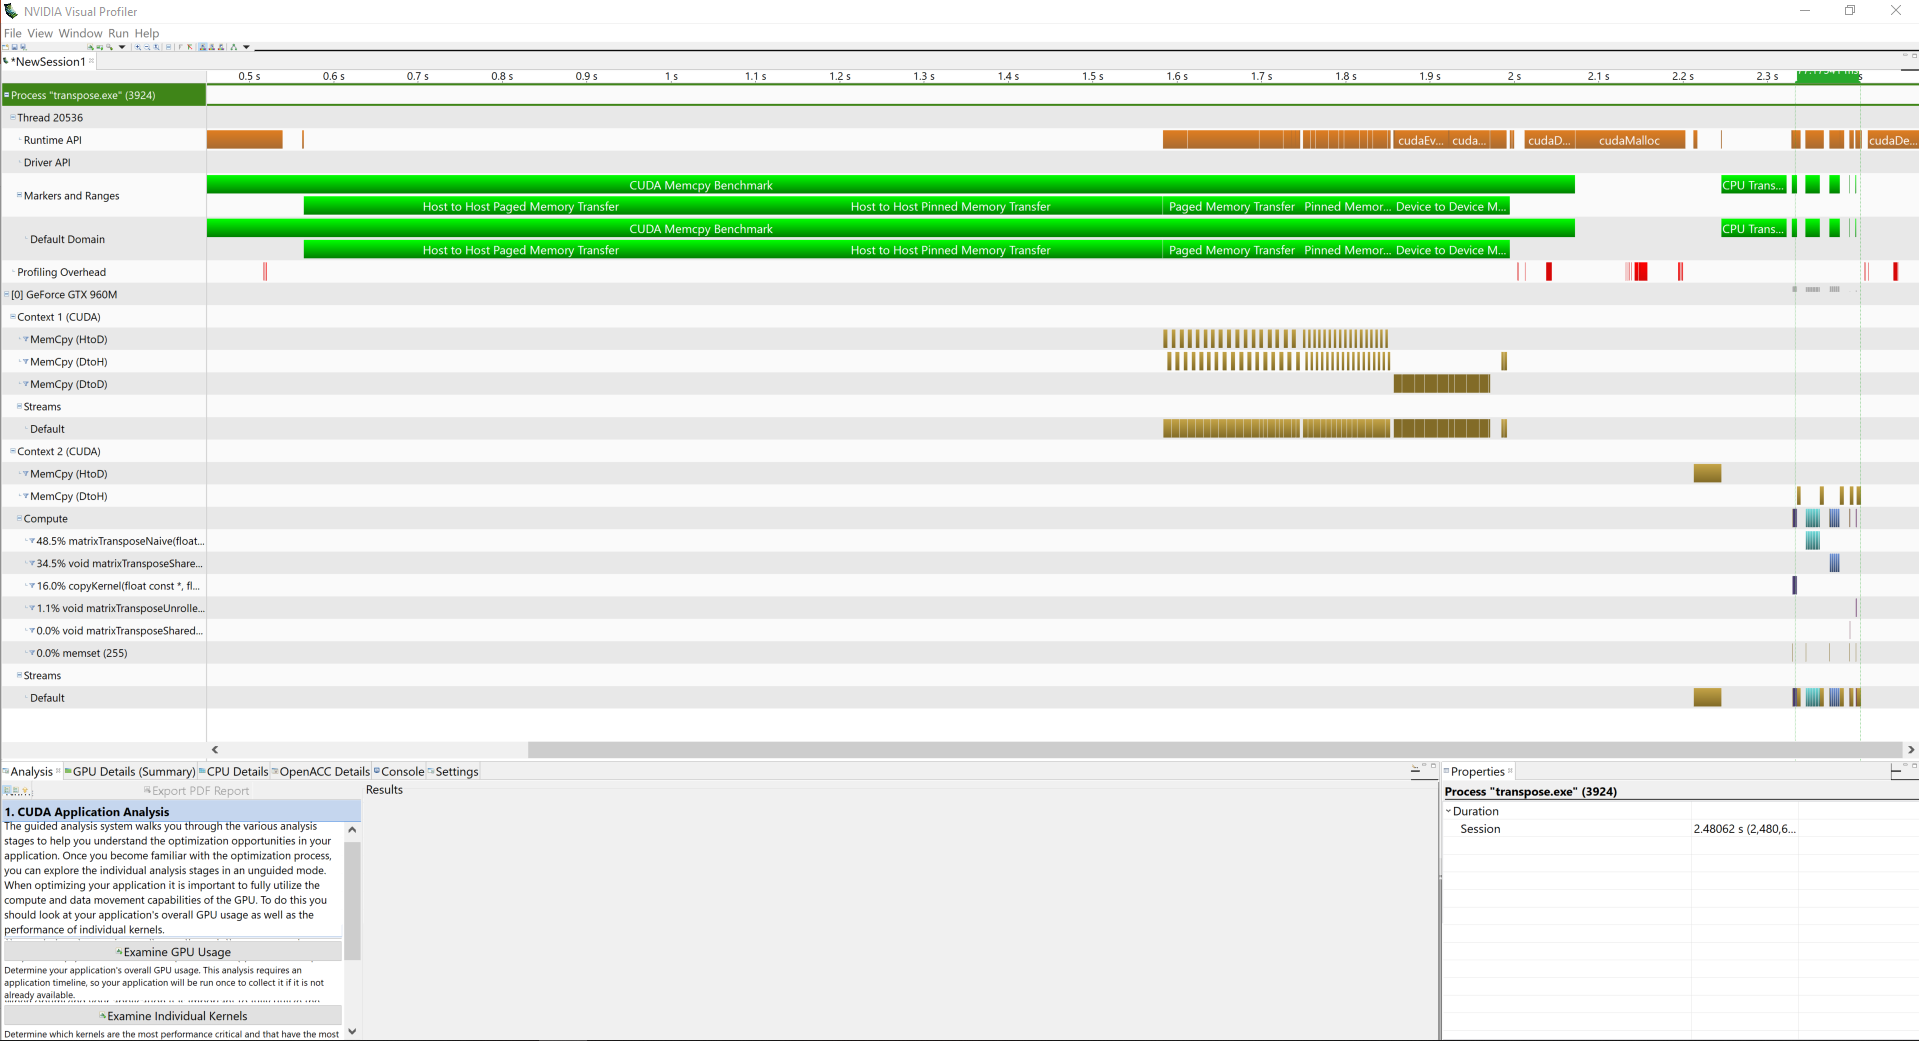 NVIDIA Visual Profiler
File View Window Run Help
*NewSession1
0.5 s 0.6 s 0.7 s 0.8 s 0.9 s 1 s 1.1 s 1.2 s 1.3 s 1.4 s 1.5 s 1.6 s 1.7 s 1.8 s 1.9 s 2 s 2.1 s 2.2 s 2.3 s s
Process "transpose.exe" (3924)
Thread 20536
Runtime API cudaEv... cuda... cudaD... cudaMalloc cudaDe...
Driver API
CUDA Memcpy Benchmark CPU Trans...
Markers and Ranges
Host to Host Paged Memory Transfer Host to Host Pinned Memory Transfer Paged Memory Transfer Pinned Memor... Device to Device M...
CUDA Memcpy Benchmark CPU Trans...
Default Domain
Host to Host Paged Memory Transfer Host to Host Pinned Memory Transfer Paged Memory Transfer Pinned Memor... Device to Device M...
Profiling Overhead
[0] GeForce GTX 960M
Context 1 (CUDA)
MemCpy (HtoD)
MemCpy (DtoH)
MemCpy (DtoD)
Streams
Default
Context 2 (CUDA)
MemCpy (HtoD)
MemCpy (DtoH)
Compute
48.5% matrixTransposeNaive(float...
34.5% void matrixTransposeShare...
16.0% copyKernel(float const *, fl...
1.1% void matrixTransposeUnrolle...
0.0% void matrixTransposeShared...
0.0% memset (255)
Streams
Default
Analysis GPU Details (Summary) CPU Details OpenACC Details Console Settings
Export PDF Report
Results
1. CUDA Application Analysis
The guided analysis system walks you through the various analysis
stages to help you understand the optimization opportunities in your
application. Once you become familiar with the optimization process,
you can explore the individual analysis stages in an unguided mode.
When optimizing your application it is important to fully utilize the
compute and data movement capabilities of the GPU. To do this you
should look at your application's overall GPU usage as well as the
performance of individual kernels.
Examine GPU Usage
Determine your application's overall GPU usage. This analysis requires an
application timeline, so your application will be run once to collect it if it is not
already available.
Examine Individual Kernels
Determine which kernels are the most performance critical and that have the most
Properties
Process "transpose.exe" (3924)
Duration
Session 2.48062 s (2,480,6...